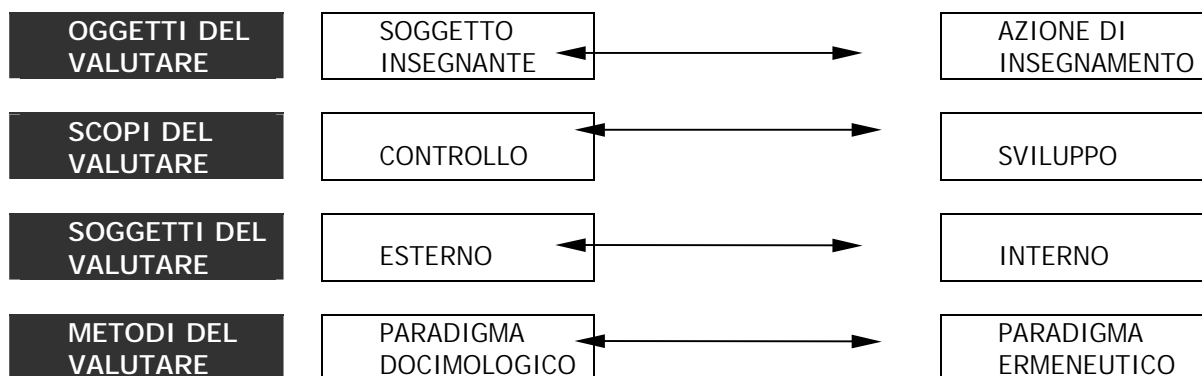 OGGETTI DEL
VALUTARE
SOGGETTO
INSEGNANTE
AZIONE DI
INSEGNAMENTO
SCOPI DEL
VALUTARE
CONTROLLO
SVILUPPO
SOGGETTI DEL
VALUTARE
ESTERNO
INTERNO
METODI DEL
VALUTARE
PARADIGMA
DOCIMOLOGICO
PARADIGMA
ERMENEUTICO